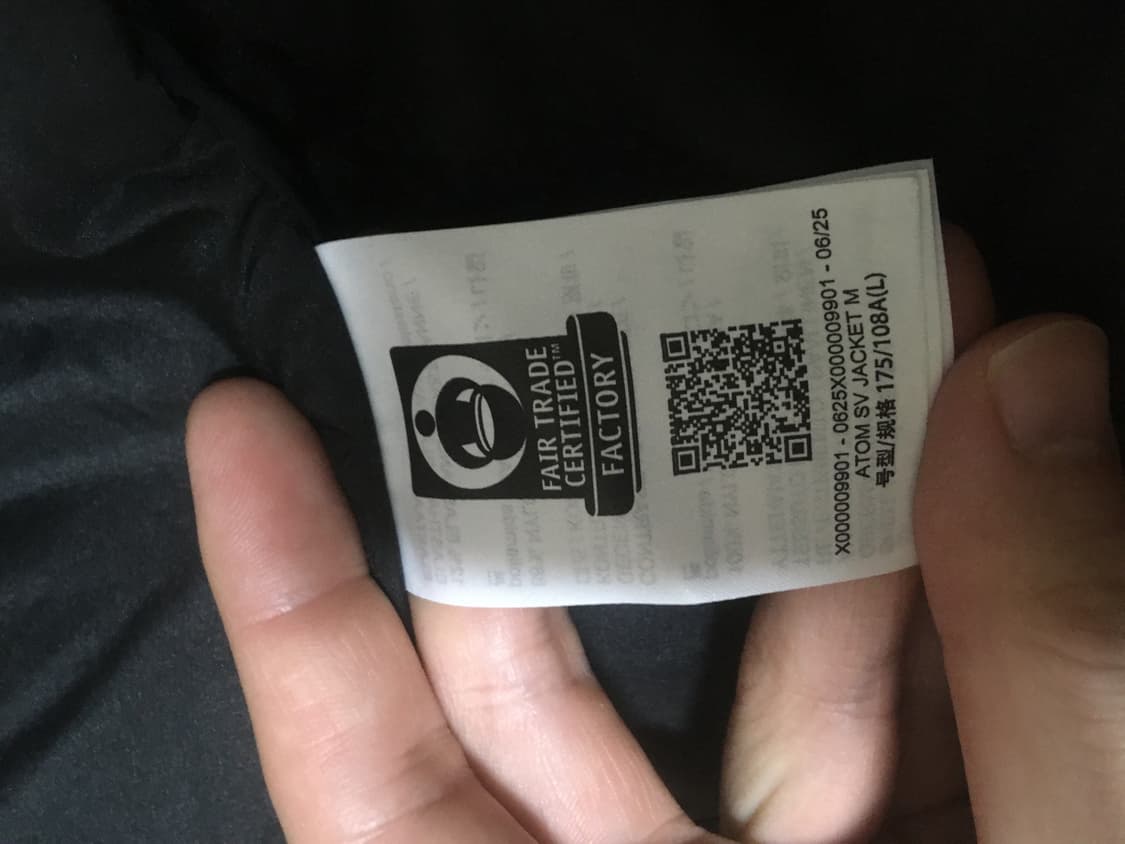 FAIR TRADE
CERTIFIED™
FACTORY
X000009901 - 0625X000009901 - 06/25
ATOM SV JACKET M
号型/规格 175/108A(L)